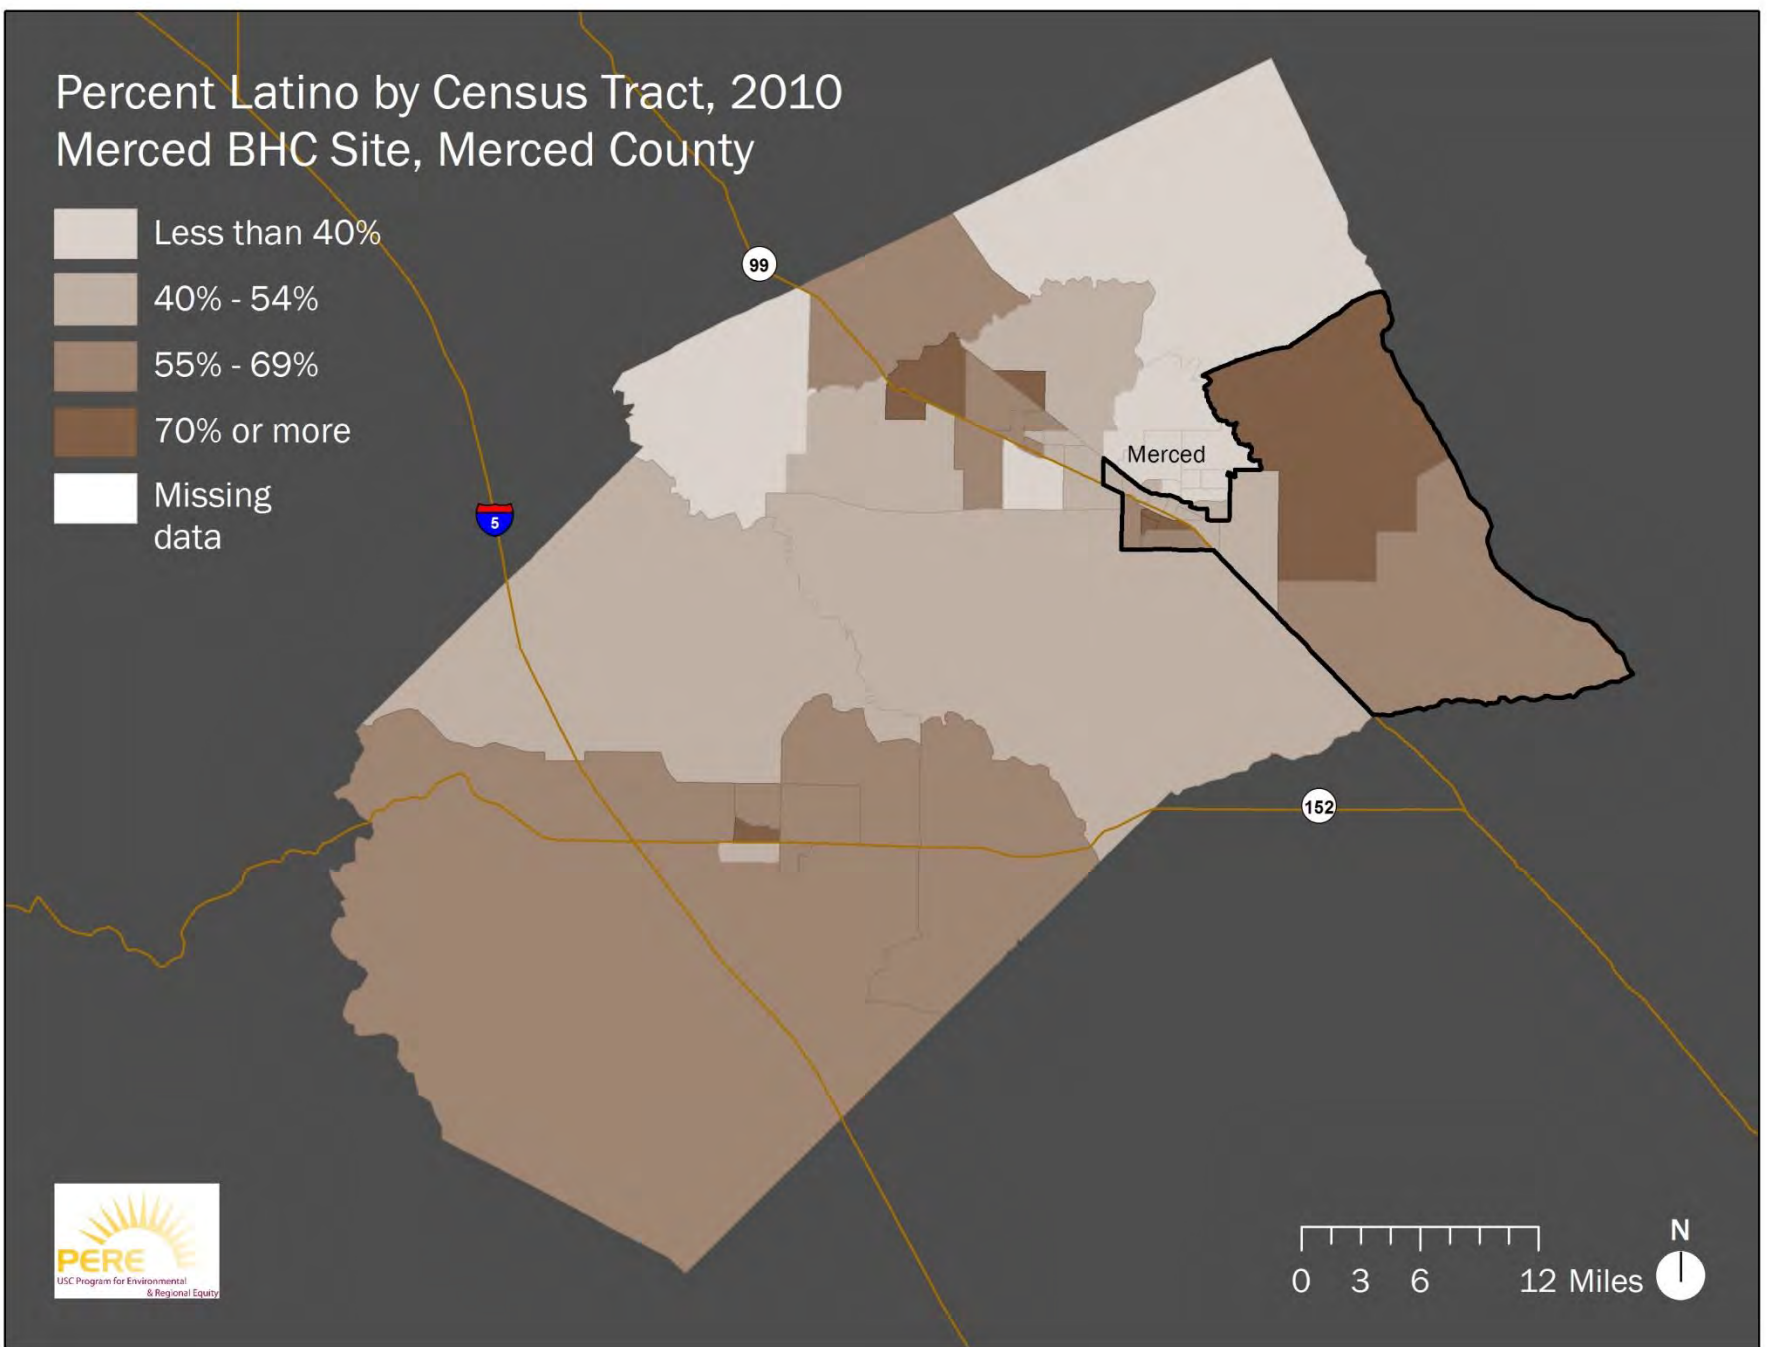 Percent Latino by Census Tract, 2010
Merced BHC Site, Merced County
Less than 40%
40% - 54%
55% - 69%
70% or more
Missing
data
99
5
Merced
152
PERE
USC Program for Environmental
& Regional Equity
N
0 3 6 12 Miles